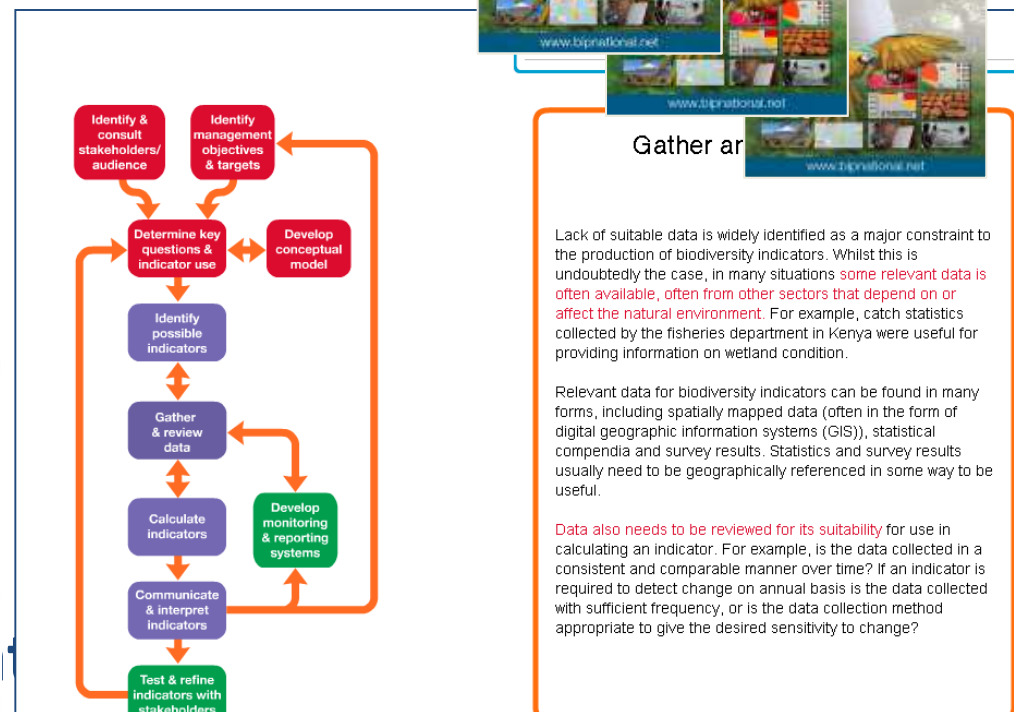 www.bipnational.net
www.bipnational.net
www.bipnational.net
Identify &
consult
stakeholders/
audience
Identify
management
objectives
& targets
Determine key
questions &
indicator use
Develop
conceptual
model
Identify
possible
indicators
Gather
& review
data
Calculate
indicators
Develop
monitoring
& reporting
systems
Communicate
& interpret
indicators
Test & refine
indicators with
stakeholders
Gather
Lack of suitable data is widely identified as a major constraint to
the production of biodiversity indicators. Whilst this is
undoubtedly the case, in many situations some relevant data is
often available, often from other sectors that depend on or
affect the natural environment. For example, catch statistics
collected by the fisheries department in Kenya were useful for
providing information on wetland condition.
Relevant data for biodiversity indicators can be found in many
forms, including spatially mapped data (often in the form of
digital geographic information systems (GIS)), statistical
compendia and survey results. Statistics and survey results
usually need to be geographically referenced in some way to be
useful.
Data also needs to be reviewed for its suitability for use in
calculating an indicator. For example, is the data collected in a
consistent and comparable manner over time? If an indicator is
required to detect change on annual basis is the data collected
with sufficient frequency, or is the data collection method
appropriate to give the desired sensitivity to change?